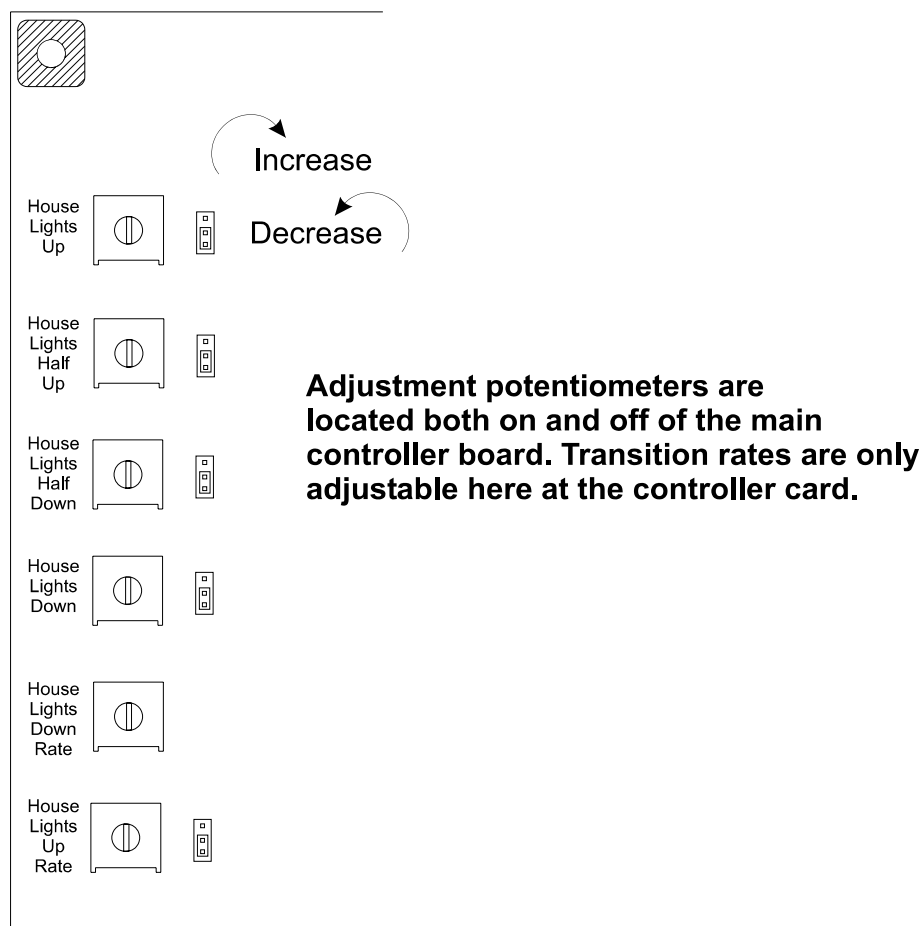 Increase
Decrease
House
Lights
Up
House
Lights
Half
Up
Adjustment potentiometers are
located both on and off of the main
controller board. Transition rates are only
adjustable here at the controller card.
House
Lights
Half
Down
House
Lights
Down
House
Lights
Down
Rate
House
Lights
Up
Rate